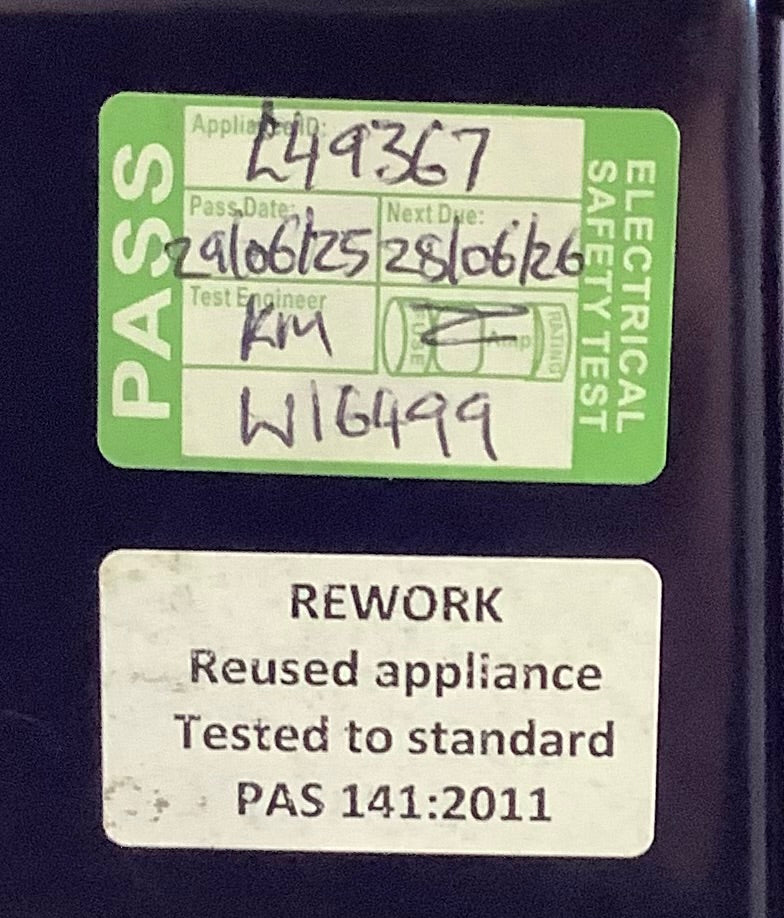 PASS
Appliance ID:
L49367
Pass Date:
29/06/25
Next Due:
28/06/26
Test Engineer
KM
FUSE
Amp
RATING
W16499
ELECTRICAL
SAFETY TEST
REWORK
Reused appliance
Tested to standard
PAS 141:2011